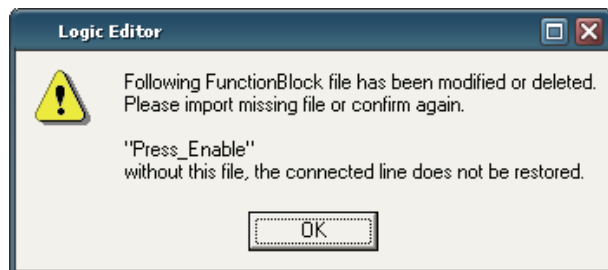 Logic Editor
Following FunctionBlock file has been modified or deleted.
Please import missing file or confirm again.
"Press_Enable"
without this file, the connected line does not be restored.
OK